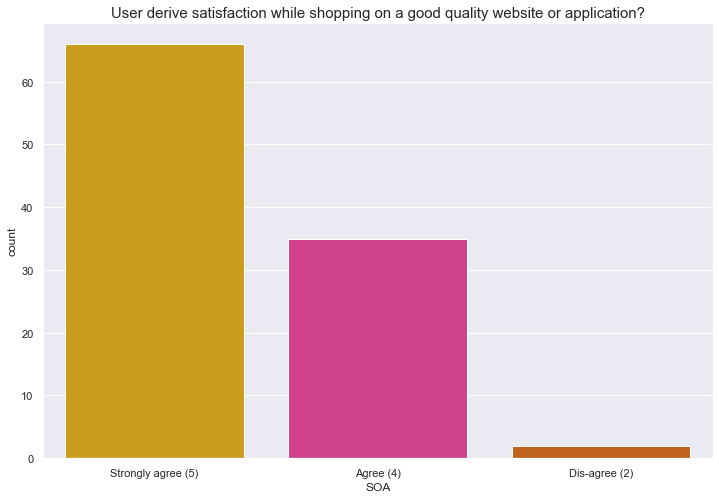 User derive satisfaction while shopping on a good quality website or application?
60
50
40
30
20
10
0
count
Strongly agree (5)
Agree (4)
Dis-agree (2)
SOA